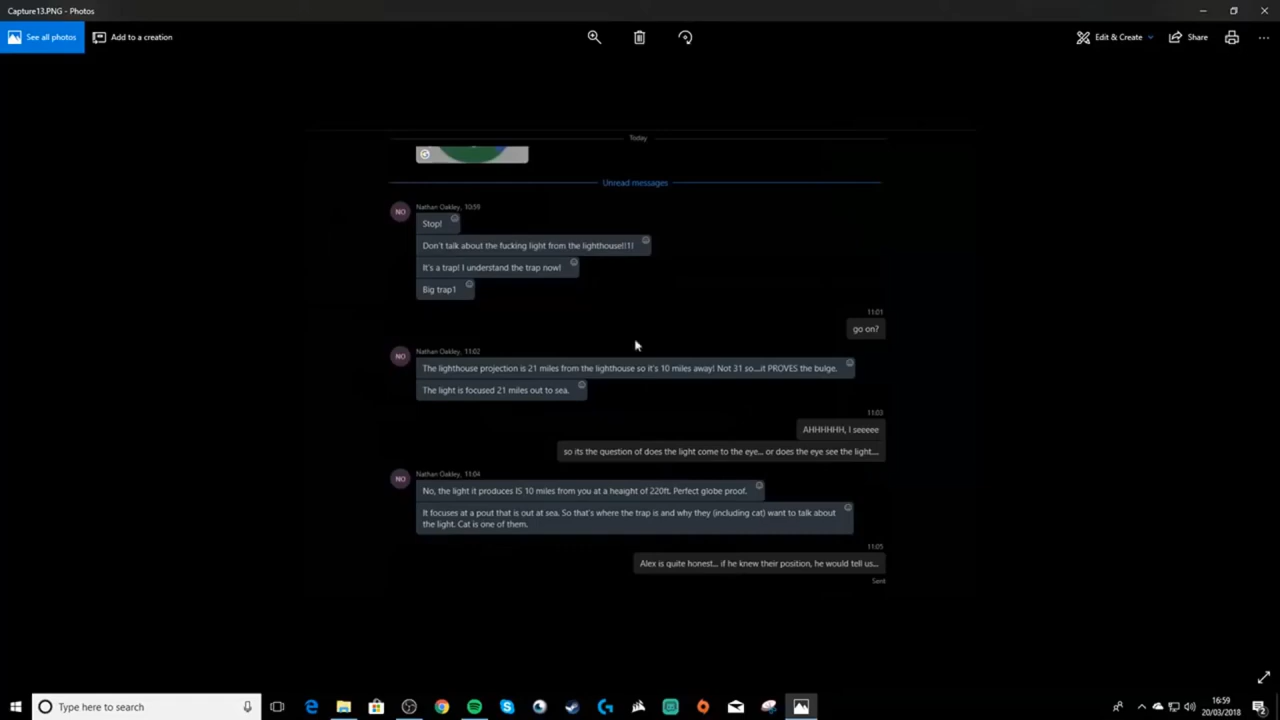 Capture13.PNG - Photos
See all photos
Add to a creation
Edit & Create
Share
Today
Unread messages
NO
Nathan Oakley, 10:59
Stop!
Don't talk about the fucking light from the lighthouse!!1!
It's a trap! I understand the trap now!
Big trap1
11:01
go on?
NO
Nathan Oakley, 11:02
The lighthouse projection is 21 miles from the lighthouse so it's 10 miles away! Not 31 so....it PROVES the bulge.
The light is focused 21 miles out to sea.
11:03
AHHHHHH, I seeeee
so its the question of does the light come to the eye... or does the eye see the light....
NO
Nathan Oakley, 11:04
No, the light it produces IS 10 miles from you at a heaight of 220ft. Perfect globe proof.
It focuses at a pout that is out at sea. So that's where the trap is and why they (including cat) want to talk about
the light. Cat is one of them.
11:05
Alex is quite honest... if he knew their position, he would tell us...
Sent
Type here to search
16:59
20/03/2018
2